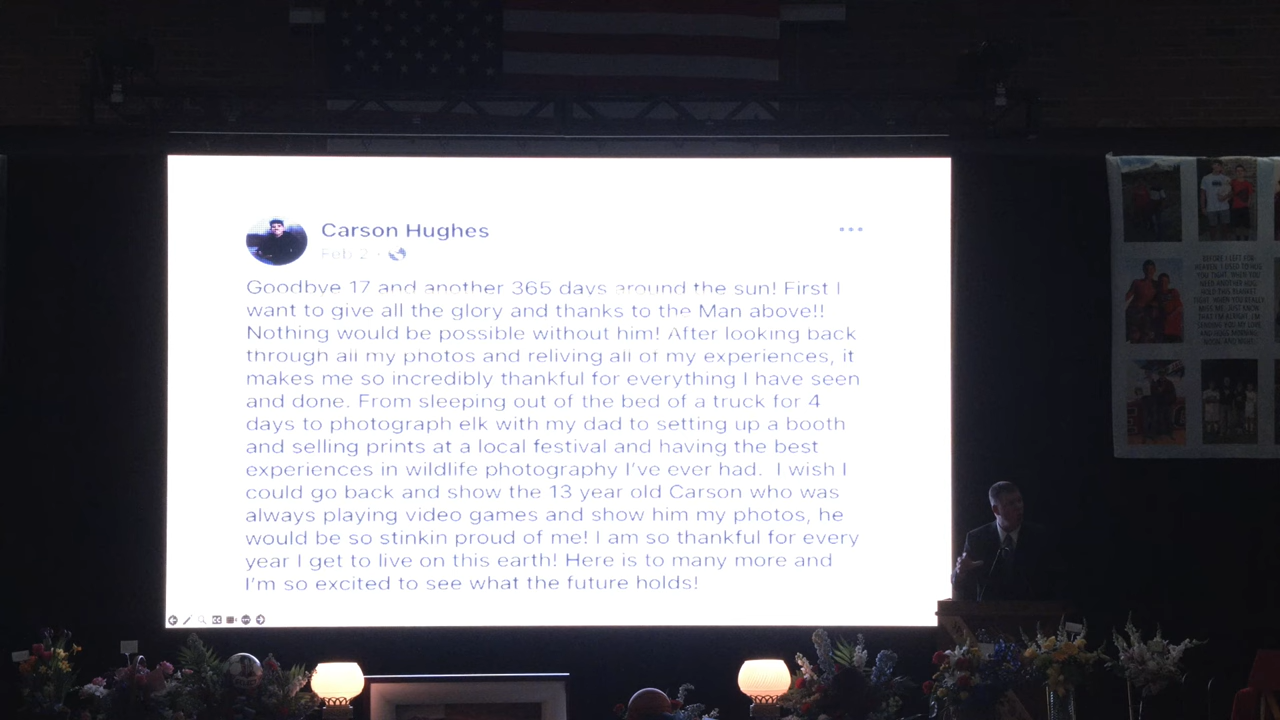 Carson Hughes
Feb 2 ·
Goodbye 17 and another 365 days around the sun! First I
want to give all the glory and thanks to the Man above!!
Nothing would be possible without him! After looking back
through all my photos and reliving all of my experiences, it
makes me so incredibly thankful for everything I have seen
and done. From sleeping out of the bed of a truck for 4
days to photograph elk with my dad to setting up a booth
and selling prints at a local festival and having the best
experiences in wildlife photography I've ever had. I wish I
could go back and show the 13 year old Carson who was
always playing video games and show him my photos, he
would be so stinkin proud of me! I am so thankful for every
year I get to live on this earth! Here is to many more and
I'm so excited to see what the future holds!
BEFORE I LEFT FOR